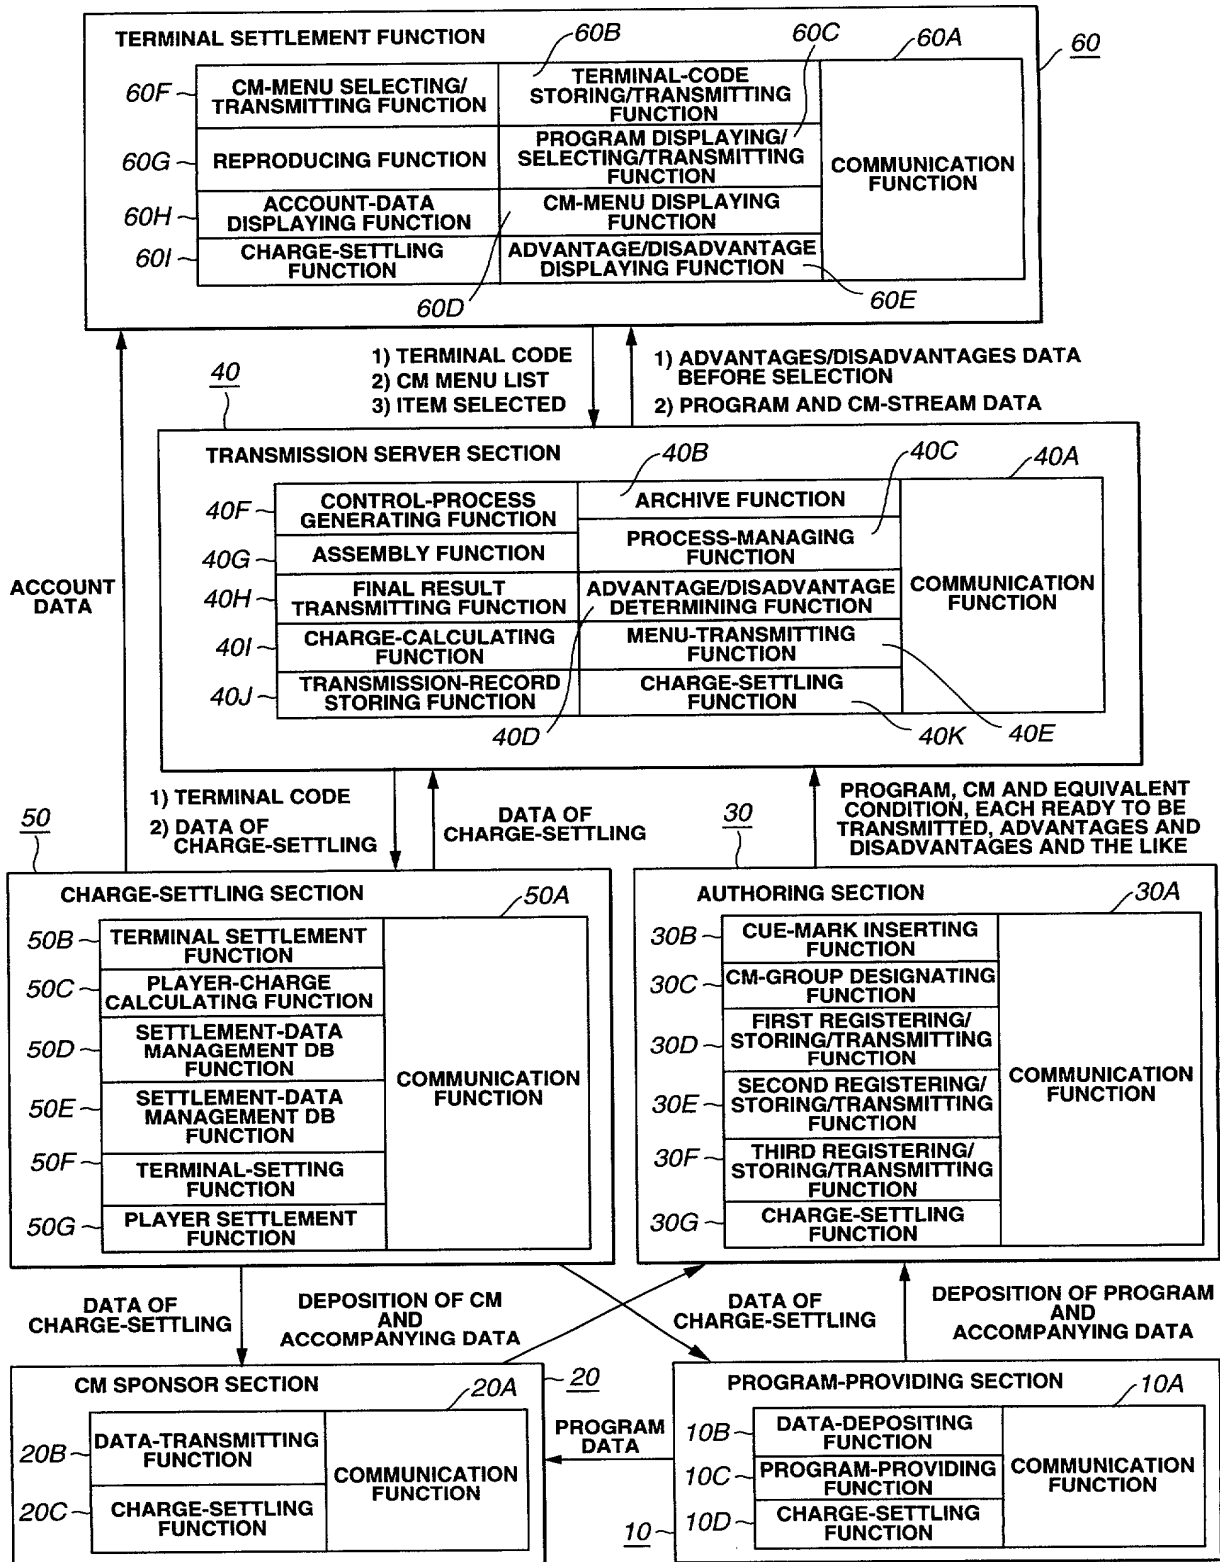 TERMINAL SETTLEMENT FUNCTION
60B
60C
60A
60
60F
CM-MENU SELECTING/
TRANSMITTING FUNCTION
TERMINAL-CODE
STORING/TRANSMITTING
FUNCTION
60G
REPRODUCING FUNCTION
PROGRAM DISPLAYING/
SELECTING/TRANSMITTING
FUNCTION
COMMUNICATION
FUNCTION
60H
ACCOUNT-DATA
DISPLAYING FUNCTION
CM-MENU DISPLAYING
FUNCTION
60I
CHARGE-SETTLING
FUNCTION
ADVANTAGE/DISADVANTAGE
DISPLAYING FUNCTION
60D
60E
1) TERMINAL CODE
2) CM MENU LIST
3) ITEM SELECTED
1) ADVANTAGES/DISADVANTAGES DATA
BEFORE SELECTION
2) PROGRAM AND CM-STREAM DATA
40
TRANSMISSION SERVER SECTION
40B
40C
40A
40F
CONTROL-PROCESS
GENERATING FUNCTION
ARCHIVE FUNCTION
40G
ASSEMBLY FUNCTION
PROCESS-MANAGING
FUNCTION
40H
FINAL RESULT
TRANSMITTING FUNCTION
ADVANTAGE/DISADVANTAGE
DETERMINING FUNCTION
COMMUNICATION
FUNCTION
40I
CHARGE-CALCULATING
FUNCTION
MENU-TRANSMITTING
FUNCTION
40J
TRANSMISSION-RECORD
STORING FUNCTION
CHARGE-SETTLING
FUNCTION
40D
40K
40E
ACCOUNT
DATA
1) TERMINAL CODE
2) DATA OF
CHARGE-SETTLING
DATA OF
CHARGE-SETTLING
PROGRAM, CM AND EQUIVALENT
CONDITION, EACH READY TO BE
TRANSMITTED, ADVANTAGES AND
DISADVANTAGES AND THE LIKE
50
30
CHARGE-SETTLING SECTION
50A
50B
TERMINAL SETTLEMENT
FUNCTION
50C
PLAYER-CHARGE
CALCULATING FUNCTION
50D
SETTLEMENT-DATA
MANAGEMENT DB
FUNCTION
COMMUNICATION
FUNCTION
50E
SETTLEMENT-DATA
MANAGEMENT DB
FUNCTION
50F
TERMINAL-SETTING
FUNCTION
50G
PLAYER SETTLEMENT
FUNCTION
AUTHORING SECTION
30A
30B
CUE-MARK INSERTING
FUNCTION
30C
CM-GROUP DESIGNATING
FUNCTION
30D
FIRST REGISTERING/
STORING/TRANSMITTING
FUNCTION
COMMUNICATION
FUNCTION
30E
SECOND REGISTERING/
STORING/TRANSMITTING
FUNCTION
30F
THIRD REGISTERING/
STORING/TRANSMITTING
FUNCTION
30G
CHARGE-SETTLING
FUNCTION
DATA OF
CHARGE-SETTLING
DEPOSITION OF CM
AND
ACCOMPANYING DATA
DATA OF
CHARGE-SETTLING
DEPOSITION OF PROGRAM
AND
ACCOMPANYING DATA
CM SPONSOR SECTION
20
20A
20B
DATA-TRANSMITTING
FUNCTION
COMMUNICATION
FUNCTION
20C
CHARGE-SETTLING
FUNCTION
PROGRAM
DATA
PROGRAM-PROVIDING SECTION
10A
10B
DATA-DEPOSITING
FUNCTION
10C
PROGRAM-PROVIDING
FUNCTION
COMMUNICATION
FUNCTION
10D
CHARGE-SETTLING
FUNCTION
10